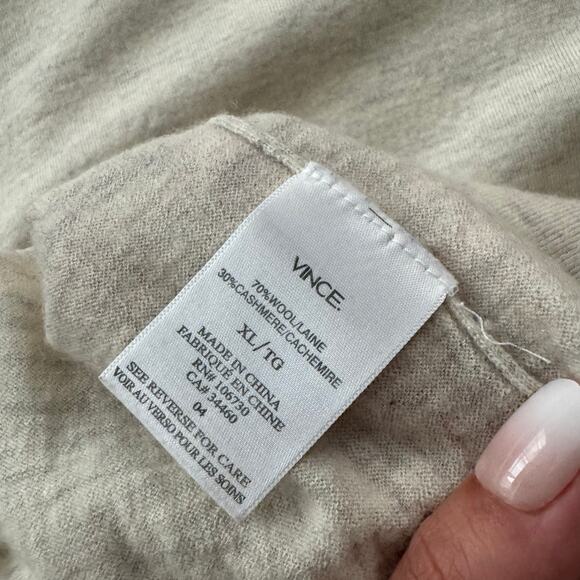 VINCE.
70%WOOL/LAINE
30%CASHMERE/CACHEMIRE
XL/TG
MADE IN CHINA
FABRIQUÉ EN CHINE
RN# 106730
CA# 34460
04
SEE REVERSE FOR CARE
VOIR AU VERSO POUR LES SOINS